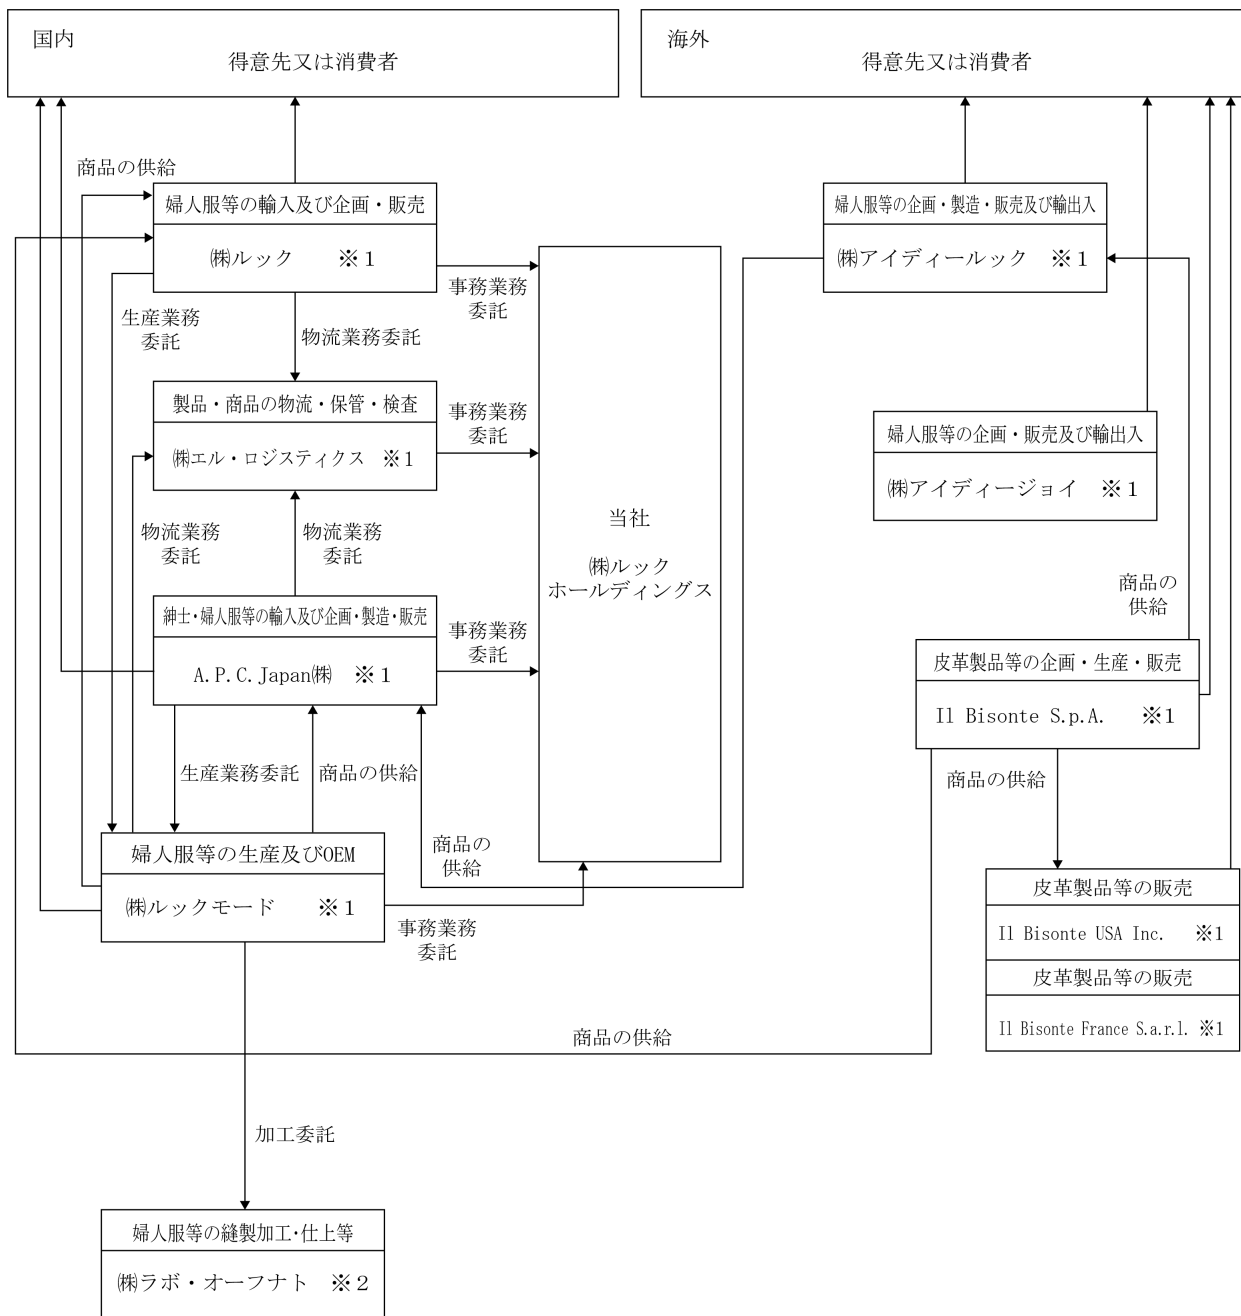 国内
得意先又は消費者
海外
得意先又は消費者
商品の供給
婦人服等の輸入及び企画・販売
㈱ルック ※1
生産業務
委託
物流業務委託
事務業務
委託
製品・商品の物流・保管・検査
㈱エル・ロジスティクス ※1
事務業務
委託
物流業務
委託
物流業務
委託
紳士・婦人服等の輸入及び企画・製造・販売
A.P.C.Japan㈱ ※1
事務業務
委託
生産業務委託
商品の供給
婦人服等の生産及びOEM
㈱ルックモード ※1
事務業務
委託
商品の
供給
当社
㈱ルック
ホールディングス
婦人服等の企画・製造・販売及び輸出入
㈱アイディールック ※1
婦人服等の企画・販売及び輸出入
㈱アイディージョイ ※1
商品の
供給
皮革製品等の企画・生産・販売
Il Bisonte S.p.A. ※1
商品の供給
皮革製品等の販売
Il Bisonte USA Inc. ※1
皮革製品等の販売
Il Bisonte France S.a.r.l. ※1
商品の供給
加工委託
婦人服等の縫製加工・仕上等
㈱ラボ・オーフナト ※2